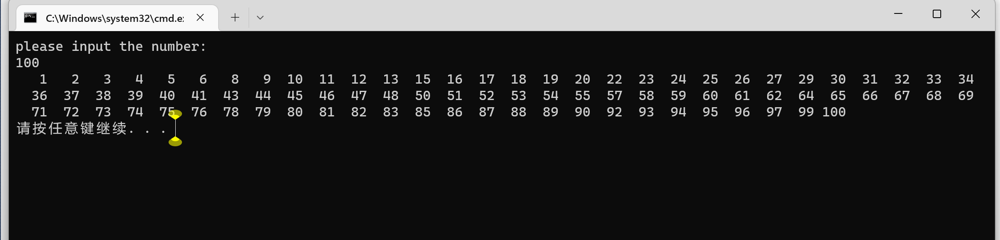 C:\Windows\system32\cmd.e
please input the number:
100
1 2 3 4 5 6 8 9 10 11 12 13 15 16 17 18 19 20 22 23 24 25 26 27 29 30 31 32 33 34
36 37 38 39 40 41 43 44 45 46 47 48 50 51 52 53 54 55 57 58 59 60 61 62 64 65 66 67 68 69
71 72 73 74 75 76 78 79 80 81 82 83 85 86 87 88 89 90 92 93 94 95 96 97 99 100
请按任意键继续. . .